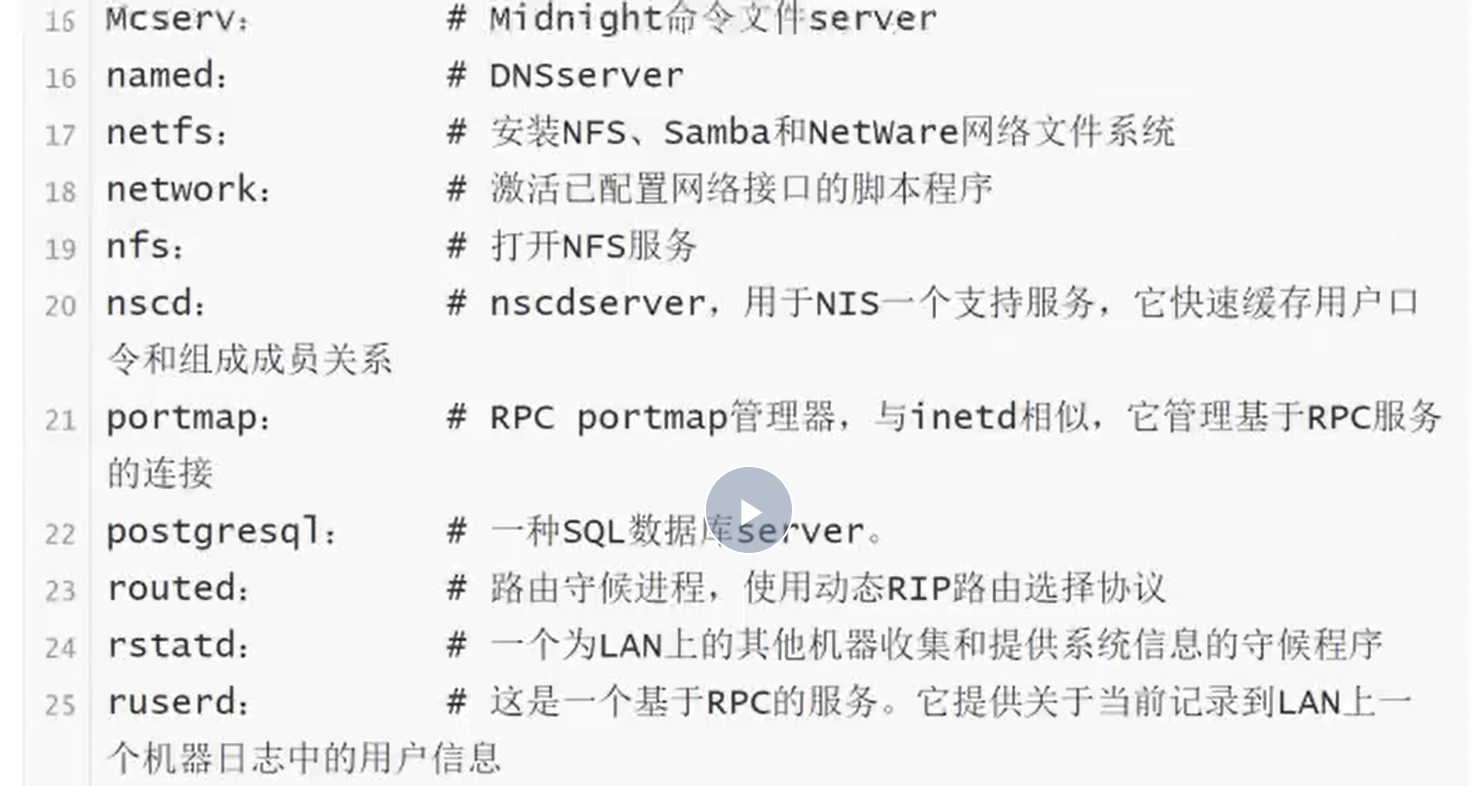 16 Mcserv： # Midnight命令文件server
16 named： # DNSserver
17 netfs： # 安装NFS、Samba和NetWare网络文件系统
18 network： # 激活已配置网络接口的脚本程序
19 nfs： # 打开NFS服务
20 nscd： # nscdserver，用于NIS一个支持服务，它快速缓存用户口
令和组成成员关系
21 portmap： # RPC portmap管理器，与inetd相似，它管理基于RPC服务
的连接
22 postgresql： # 一种SQL数据库server。
23 routed： # 路由守候进程，使用动态RIP路由选择协议
24 rstatd： # 一个为LAN上的其他机器收集和提供系统信息的守候程序
25 ruserd： # 这是一个基于RPC的服务。它提供关于当前记录到LAN上一
个机器日志中的用户信息